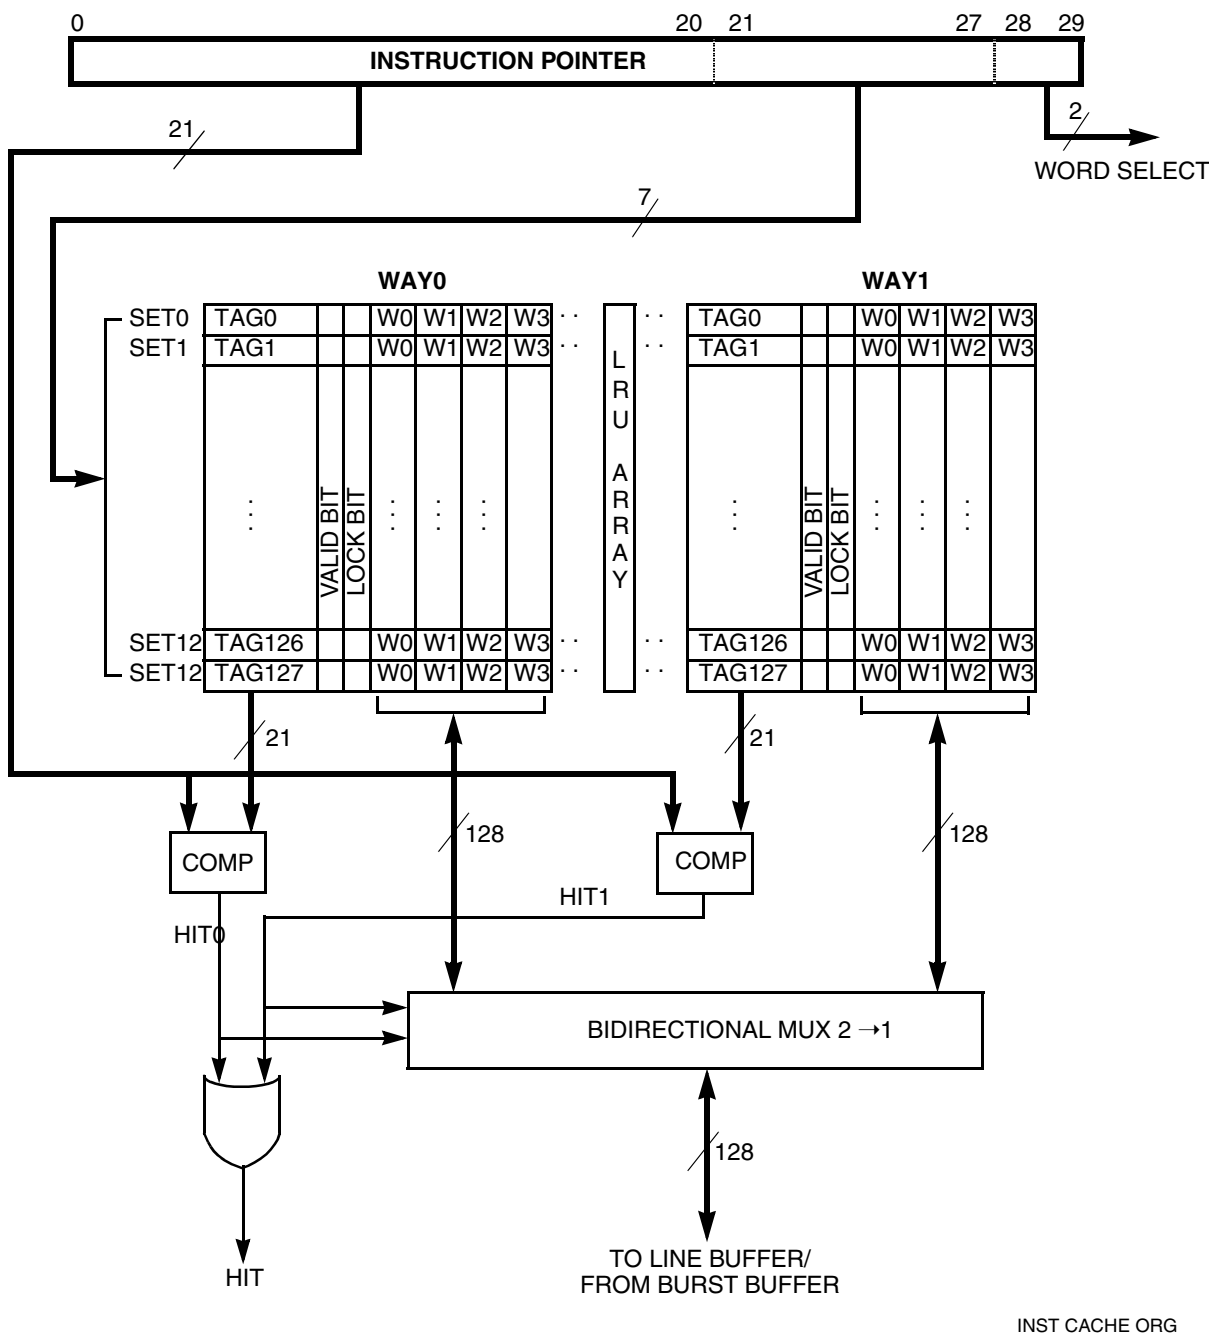 0 20 21 27 28 29
INSTRUCTION POINTER
21
2
WORD SELECT
7
WAY0 WAY1
SET0 TAG0 W0 W1 W2 W3 . . . . TAG0 W0 W1 W2 W3
SET1 TAG1 W0 W1 W2 W3 . . . . TAG1 W0 W1 W2 W3
LRU ARRAY
VALID BIT
LOCK BIT
VALID BIT
LOCK BIT
SET12 TAG126 W0 W1 W2 W3 . . . . TAG126 W0 W1 W2 W3
SET12 TAG127 W0 W1 W2 W3 . . . . TAG127 W0 W1 W2 W3
21 21
128 128
COMP COMP
HIT1
HIT0
BIDIRECTIONAL MUX 2 →1
128
TO LINE BUFFER/
FROM BURST BUFFER
HIT
INST CACHE ORG